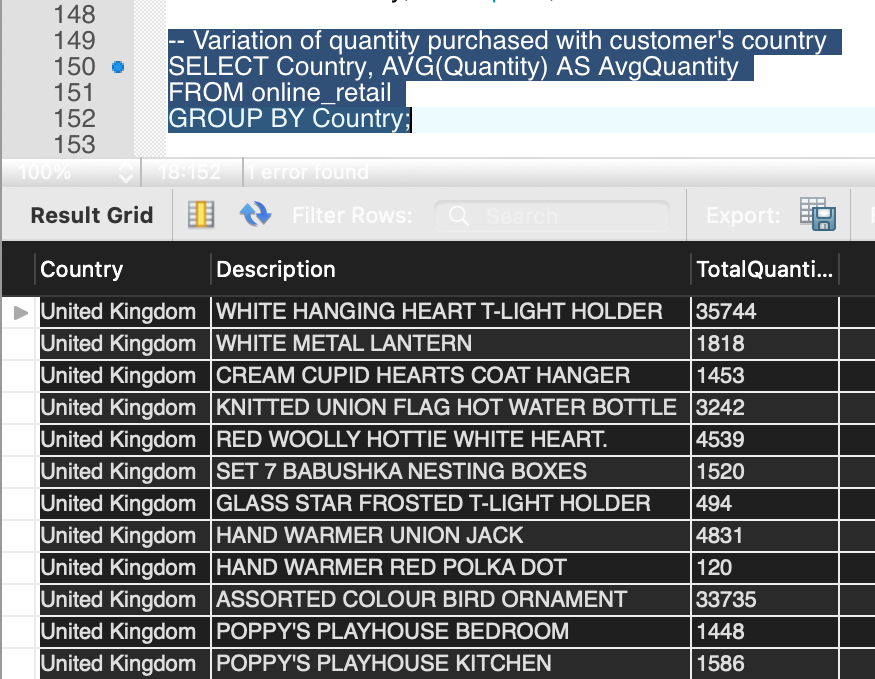 148
149 -- Variation of quantity purchased with customer's country
150 SELECT Country, AVG(Quantity) AS AvgQuantity
151 FROM online_retail
152 GROUP BY Country;
153
100% 18:152 1 error found
Result Grid Filter Rows: Search Export:
Country Description TotalQuanti...
United Kingdom WHITE HANGING HEART T-LIGHT HOLDER 35744
United Kingdom WHITE METAL LANTERN 1818
United Kingdom CREAM CUPID HEARTS COAT HANGER 1453
United Kingdom KNITTED UNION FLAG HOT WATER BOTTLE 3242
United Kingdom RED WOOLLY HOTTIE WHITE HEART. 4539
United Kingdom SET 7 BABUSHKA NESTING BOXES 1520
United Kingdom GLASS STAR FROSTED T-LIGHT HOLDER 494
United Kingdom HAND WARMER UNION JACK 4831
United Kingdom HAND WARMER RED POLKA DOT 120
United Kingdom ASSORTED COLOUR BIRD ORNAMENT 33735
United Kingdom POPPY'S PLAYHOUSE BEDROOM 1448
United Kingdom POPPY'S PLAYHOUSE KITCHEN 1586